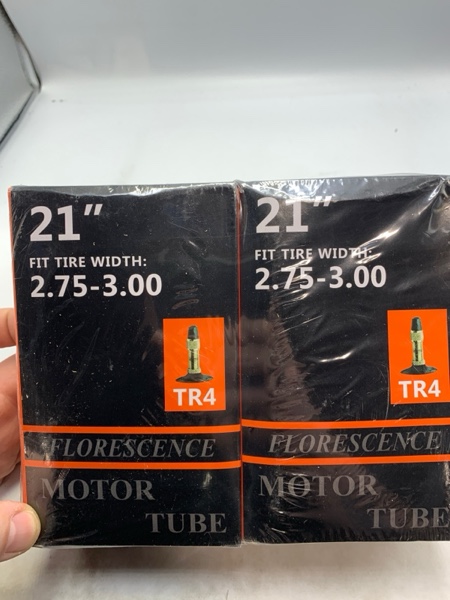 21"
FIT TIRE WIDTH:
2.75-3.00
TR4
FLORESCENCE
MOTOR
TUBE
21"
FIT TIRE WIDTH:
2.75-3.00
TR4
FLORESCENCE
MOTOR
TUBE